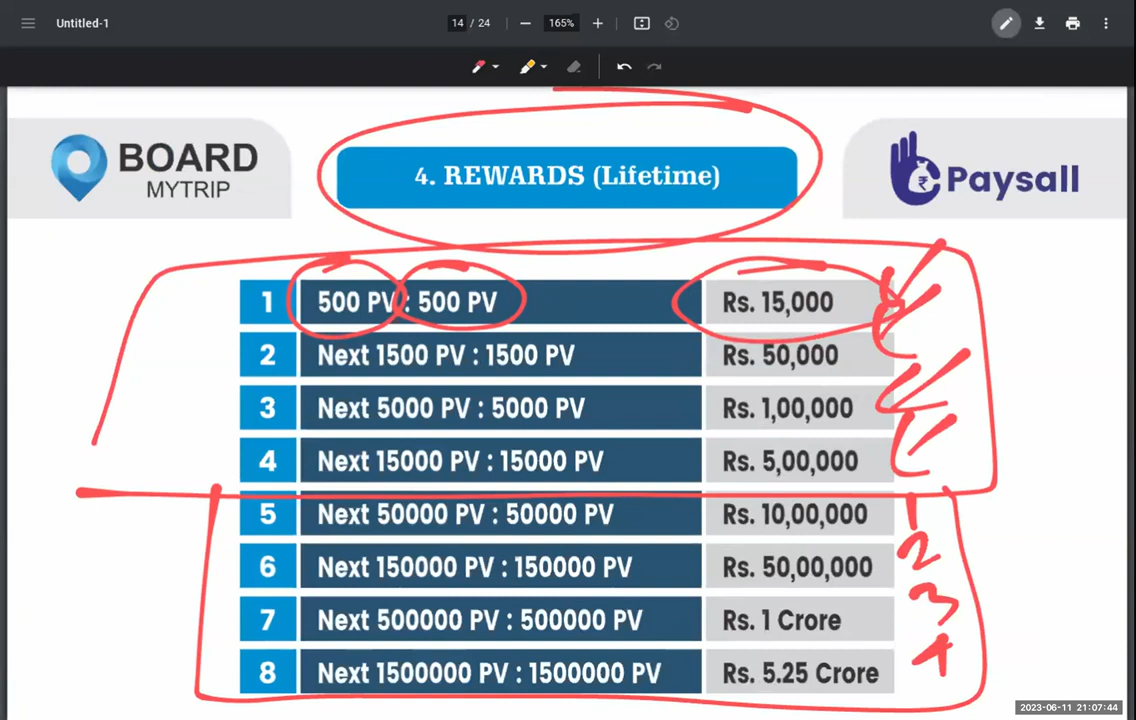 Untitled-1
14 / 24
165%
BOARD
MYTRIP
4. REWARDS (Lifetime)
Paysall
1 500 PV : 500 PV Rs. 15,000
2 Next 1500 PV : 1500 PV Rs. 50,000
3 Next 5000 PV : 5000 PV Rs. 1,00,000
4 Next 15000 PV : 15000 PV Rs. 5,00,000
5 Next 50000 PV : 50000 PV Rs. 10,00,000 1
6 Next 150000 PV : 150000 PV Rs. 50,00,000 2
7 Next 500000 PV : 500000 PV Rs. 1 Crore 3
8 Next 1500000 PV : 1500000 PV Rs. 5.25 Crore 4
2023-06-11 21:07:44